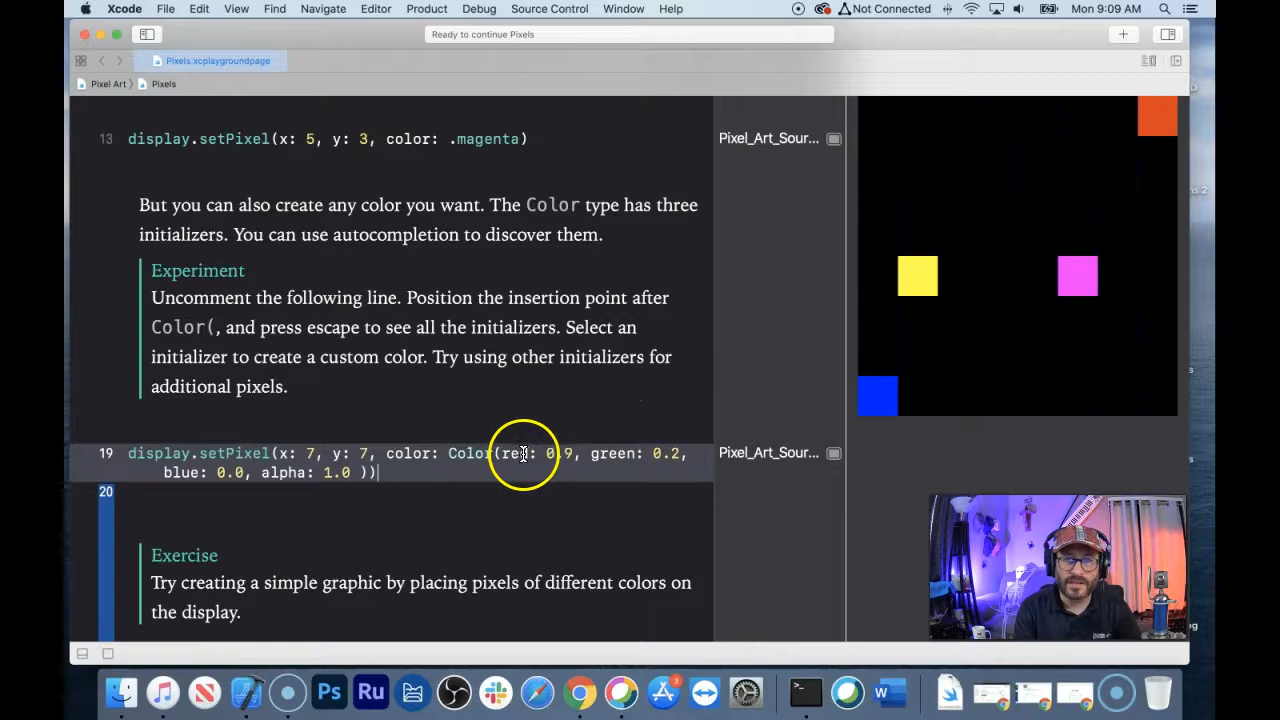 Xcode File Edit View Find Navigate Editor Product Debug Source Control Window Help Not Connected Mon 9:09 AM
Ready to continue Pixels
Pixels.xcplaygroundpage
Pixel Art Pixels
13 display.setPixel(x: 5, y: 3, color: .magenta) Pixel_Art_Sour...
But you can also create any color you want. The Color type has three
initializers. You can use autocompletion to discover them.
Experiment
Uncomment the following line. Position the insertion point after
Color(, and press escape to see all the initializers. Select an
initializer to create a custom color. Try using other initializers for
additional pixels.
19 display.setPixel(x: 7, y: 7, color: Color(red: 0.9, green: 0.2, Pixel_Art_Sour...
blue: 0.0, alpha: 1.0 ))
20
Exercise
Try creating a simple graphic by placing pixels of different colors on
the display.
Ps Ru 3 W